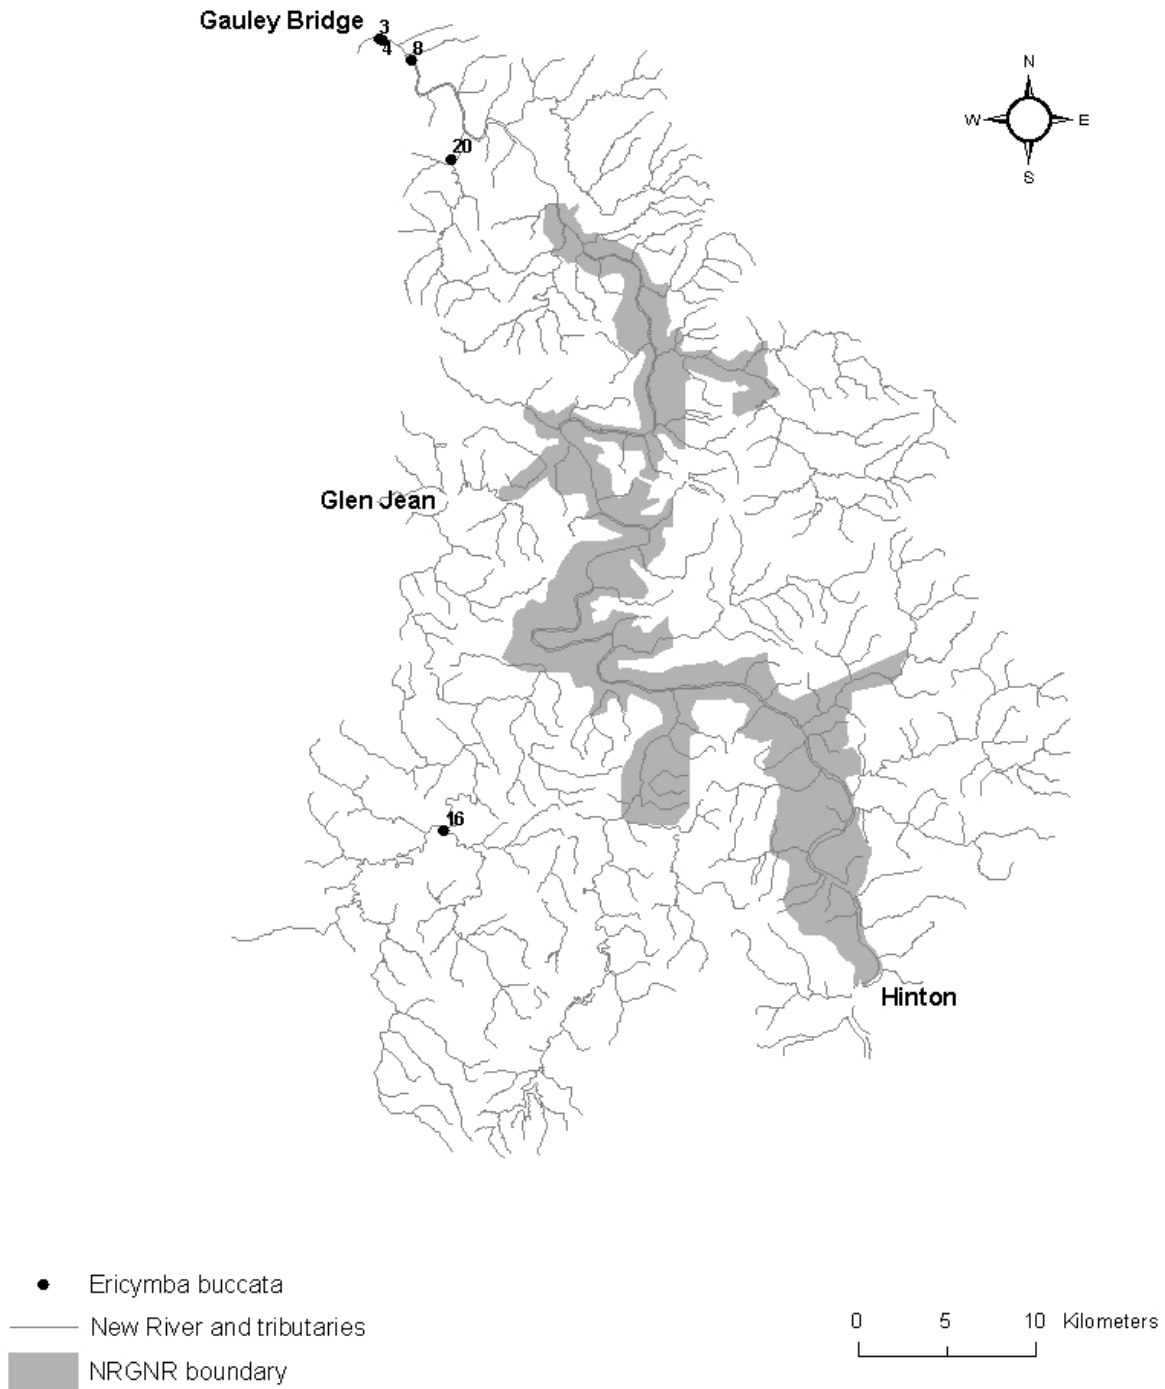 Gauley Bridge
3
4
8
N
W E
S
20
Glen Jean
16
Hinton
Ericymba buccata
New River and tributaries
NRGNR boundary
0 5 10 Kilometers